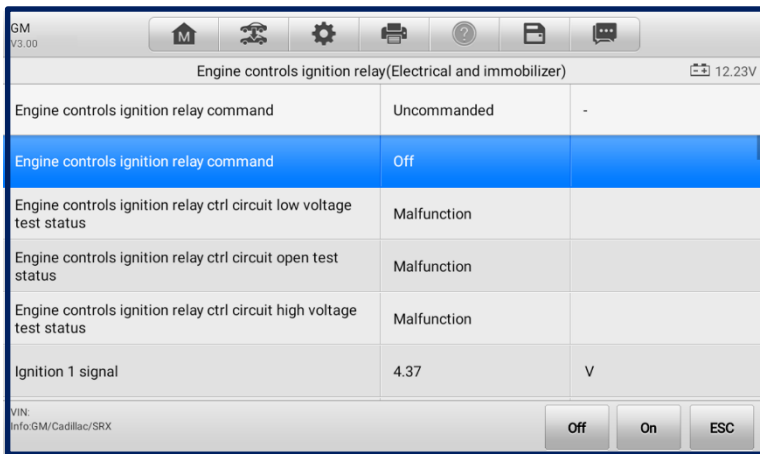 GM
V3.00
Engine controls ignition relay(Electrical and immobilizer) 12.23V
Engine controls ignition relay command Uncommanded -
Engine controls ignition relay command Off
Engine controls ignition relay ctrl circuit low voltage
test status Malfunction
Engine controls ignition relay ctrl circuit open test
status Malfunction
Engine controls ignition relay ctrl circuit high voltage
test status Malfunction
Ignition 1 signal 4.37 V
VIN:
Info:GM/Cadillac/SRX
Off On ESC